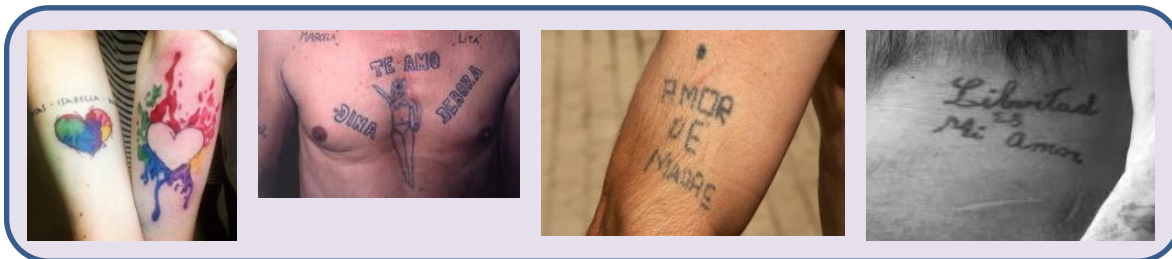 ISABELLA
MARCELA
LITA
TE AMO
DINA
DEBORA
AMOR
DE
MADRE
Libertad
es
Mi Amor